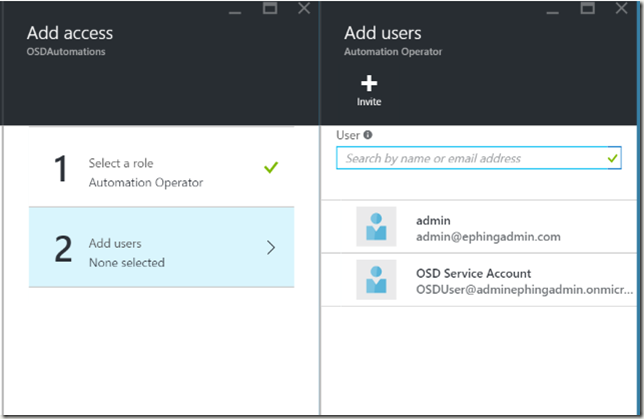 Add access
OSDAutomations
1
Select a role
Automation Operator
2
Add users
None selected
Add users
Automation Operator
Invite
User
Search by name or email address
admin
admin@ephingadmin.com
OSD Service Account
OSDUser@adminephingadmin.onmicr...